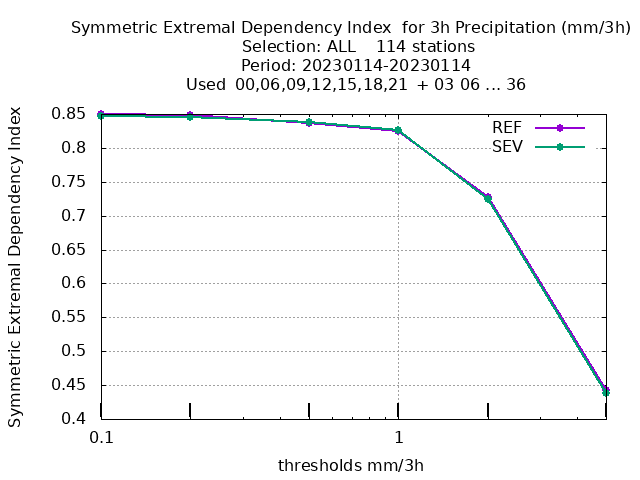 Symmetric Extremal Dependency Index  for 3h Precipitation (mm/3h)
Selection: ALL    114 stations
Period: 20230114-20230114
Used  00,06,09,12,15,18,21  + 03 06 ... 36
Symmetric Extremal Dependency Index
0.85
0.8
0.75
0.7
0.65
0.6
0.55
0.5
0.45
0.4
REF
SEV
0.1
1
thresholds mm/3h